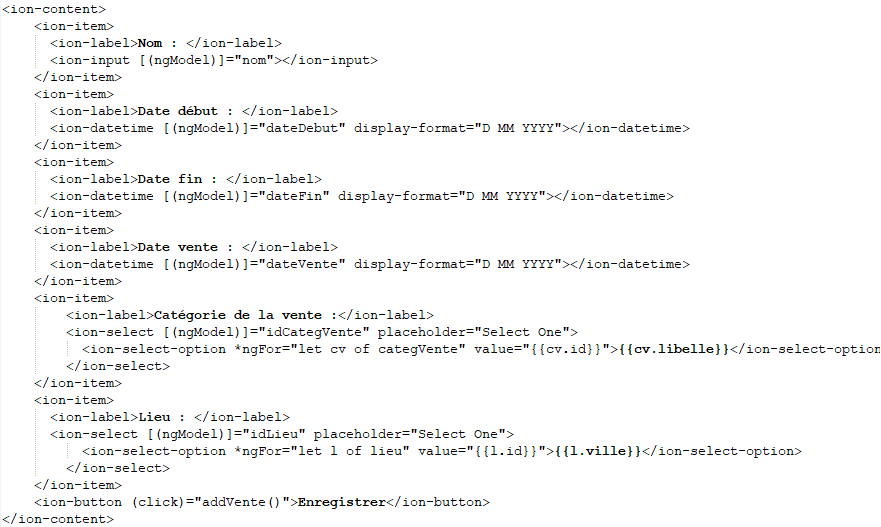 <ion-content>
<ion-item>
<ion-label>Nom : </ion-label>
<ion-input [(ngModel)]="nom"></ion-input>
</ion-item>
<ion-item>
<ion-label>Date début : </ion-label>
<ion-datetime [(ngModel)]="dateDebut" display-format="D MM YYYY"></ion-datetime>
</ion-item>
<ion-item>
<ion-label>Date fin : </ion-label>
<ion-datetime [(ngModel)]="dateFin" display-format="D MM YYYY"></ion-datetime>
</ion-item>
<ion-item>
<ion-label>Date vente : </ion-label>
<ion-datetime [(ngModel)]="dateVente" display-format="D MM YYYY"></ion-datetime>
</ion-item>
<ion-item>
<ion-label>Catégorie de la vente :</ion-label>
<ion-select [(ngModel)]="idCategVente" placeholder="Select One">
<ion-select-option *ngFor="let cv of categVente" value="{{cv.id}}">{{cv.libelle}}</ion-select-option
</ion-select>
</ion-item>
<ion-item>
<ion-label>Lieu : </ion-label>
<ion-select [(ngModel)]="idLieu" placeholder="Select One">
<ion-select-option *ngFor="let l of lieu" value="{{l.id}}">{{l.ville}}</ion-select-option>
</ion-select>
</ion-item>
<ion-button (click)="addVente()">Enregistrer</ion-button>
</ion-content>